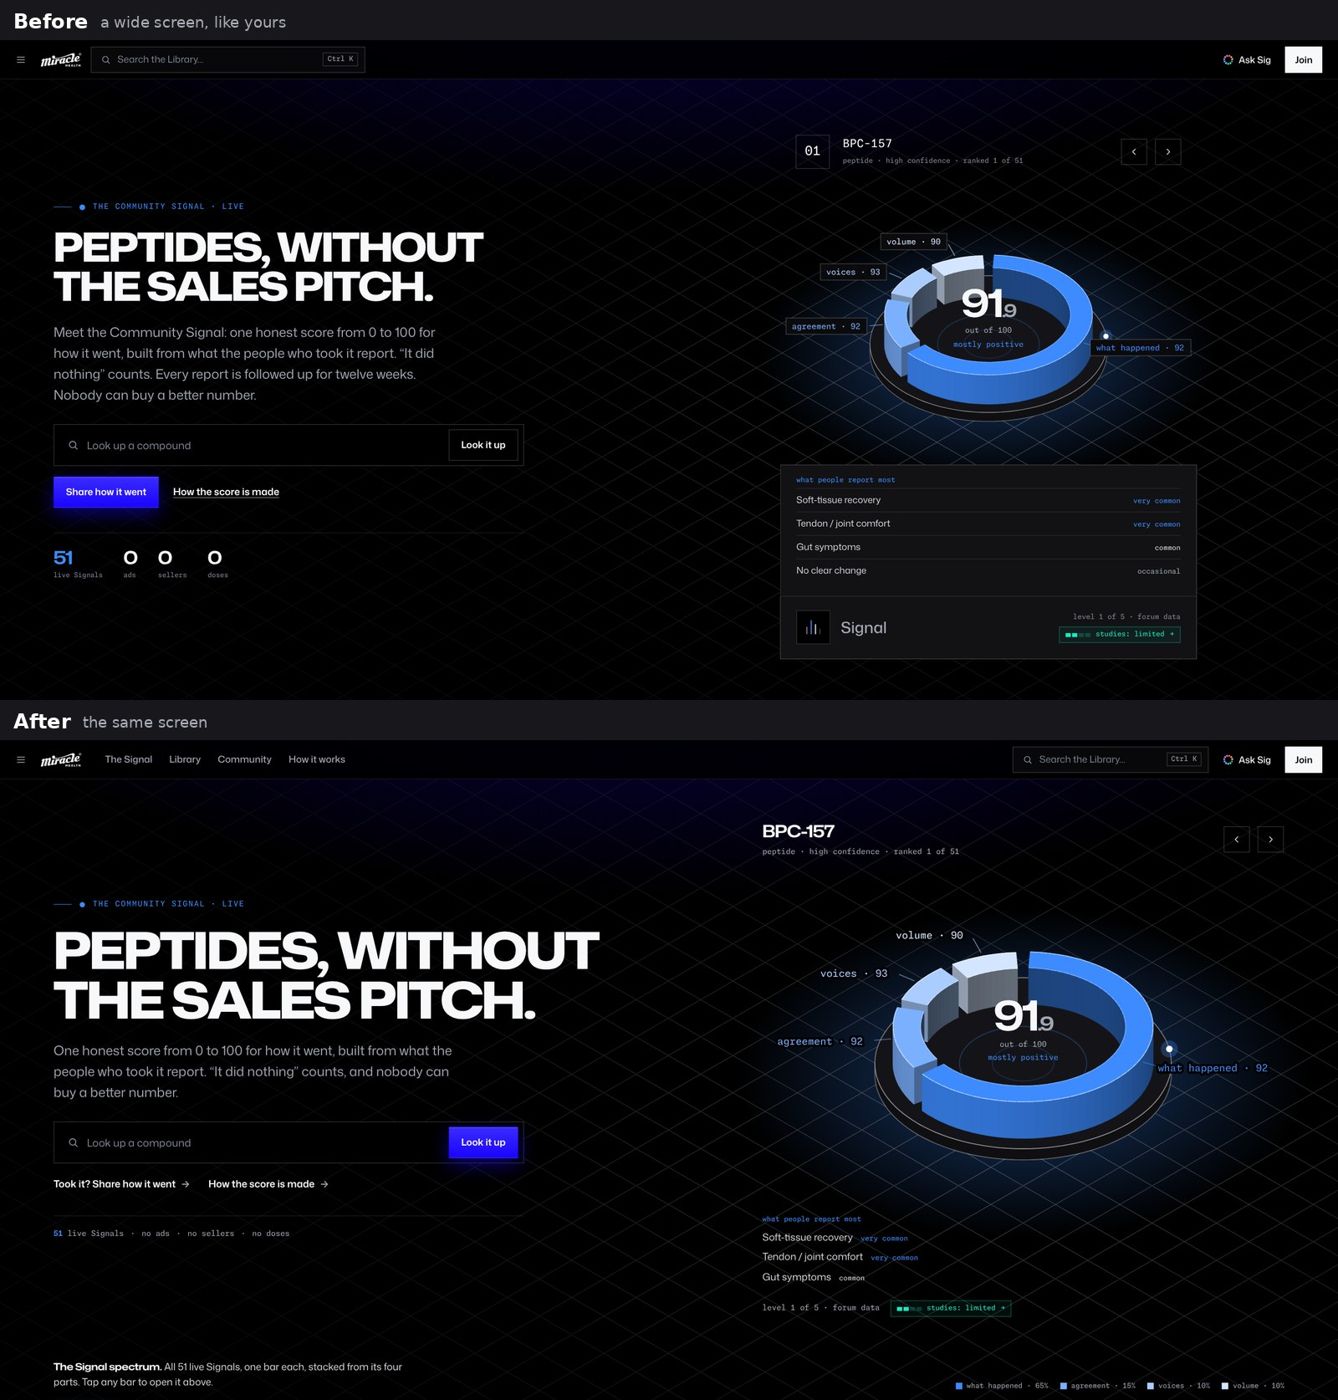 Before a wide screen, like yours
Miracle HEALTH
Search the Library...
Ctrl K
Ask Sig
Join
01
BPC-157
peptide · high confidence · ranked 1 of 51
THE COMMUNITY SIGNAL · LIVE
PEPTIDES, WITHOUT
THE SALES PITCH.
Meet the Community Signal: one honest score from 0 to 100 for
how it went, built from what the people who took it report. “It did
nothing” counts. Every report is followed up for twelve weeks.
Nobody can buy a better number.
Look up a compound
Look it up
Share how it went
How the score is made
51
live Signals
0
ads
0
sellers
0
doses
volume · 90
voices · 93
agreement · 92
what happened · 92
91.9
out of 100
mostly positive
what people report most
Soft-tissue recovery very common
Tendon / joint comfort very common
Gut symptoms common
No clear change occasional
Signal
level 1 of 5 · forum data
studies: limited +
After the same screen
Miracle HEALTH
The Signal
Library
Community
How it works
Search the Library...
Ctrl K
Ask Sig
Join
BPC-157
peptide · high confidence · ranked 1 of 51
THE COMMUNITY SIGNAL · LIVE
PEPTIDES, WITHOUT
THE SALES PITCH.
One honest score from 0 to 100 for how it went, built from what the
people who took it report. “It did nothing” counts, and nobody can
buy a better number.
Look up a compound
Look it up
Took it? Share how it went →
How the score is made →
51 live Signals · no ads · no sellers · no doses
volume · 90
voices · 93
agreement · 92
what happened · 92
91.9
out of 100
mostly positive
what people report most
Soft-tissue recovery very common
Tendon / joint comfort very common
Gut symptoms common
level 1 of 5 · forum data
studies: limited +
The Signal spectrum. All 51 live Signals, one bar each, stacked from its four
parts. Tap any bar to open it above.
what happened · 65%
agreement · 15%
voices · 10%
volume · 10%